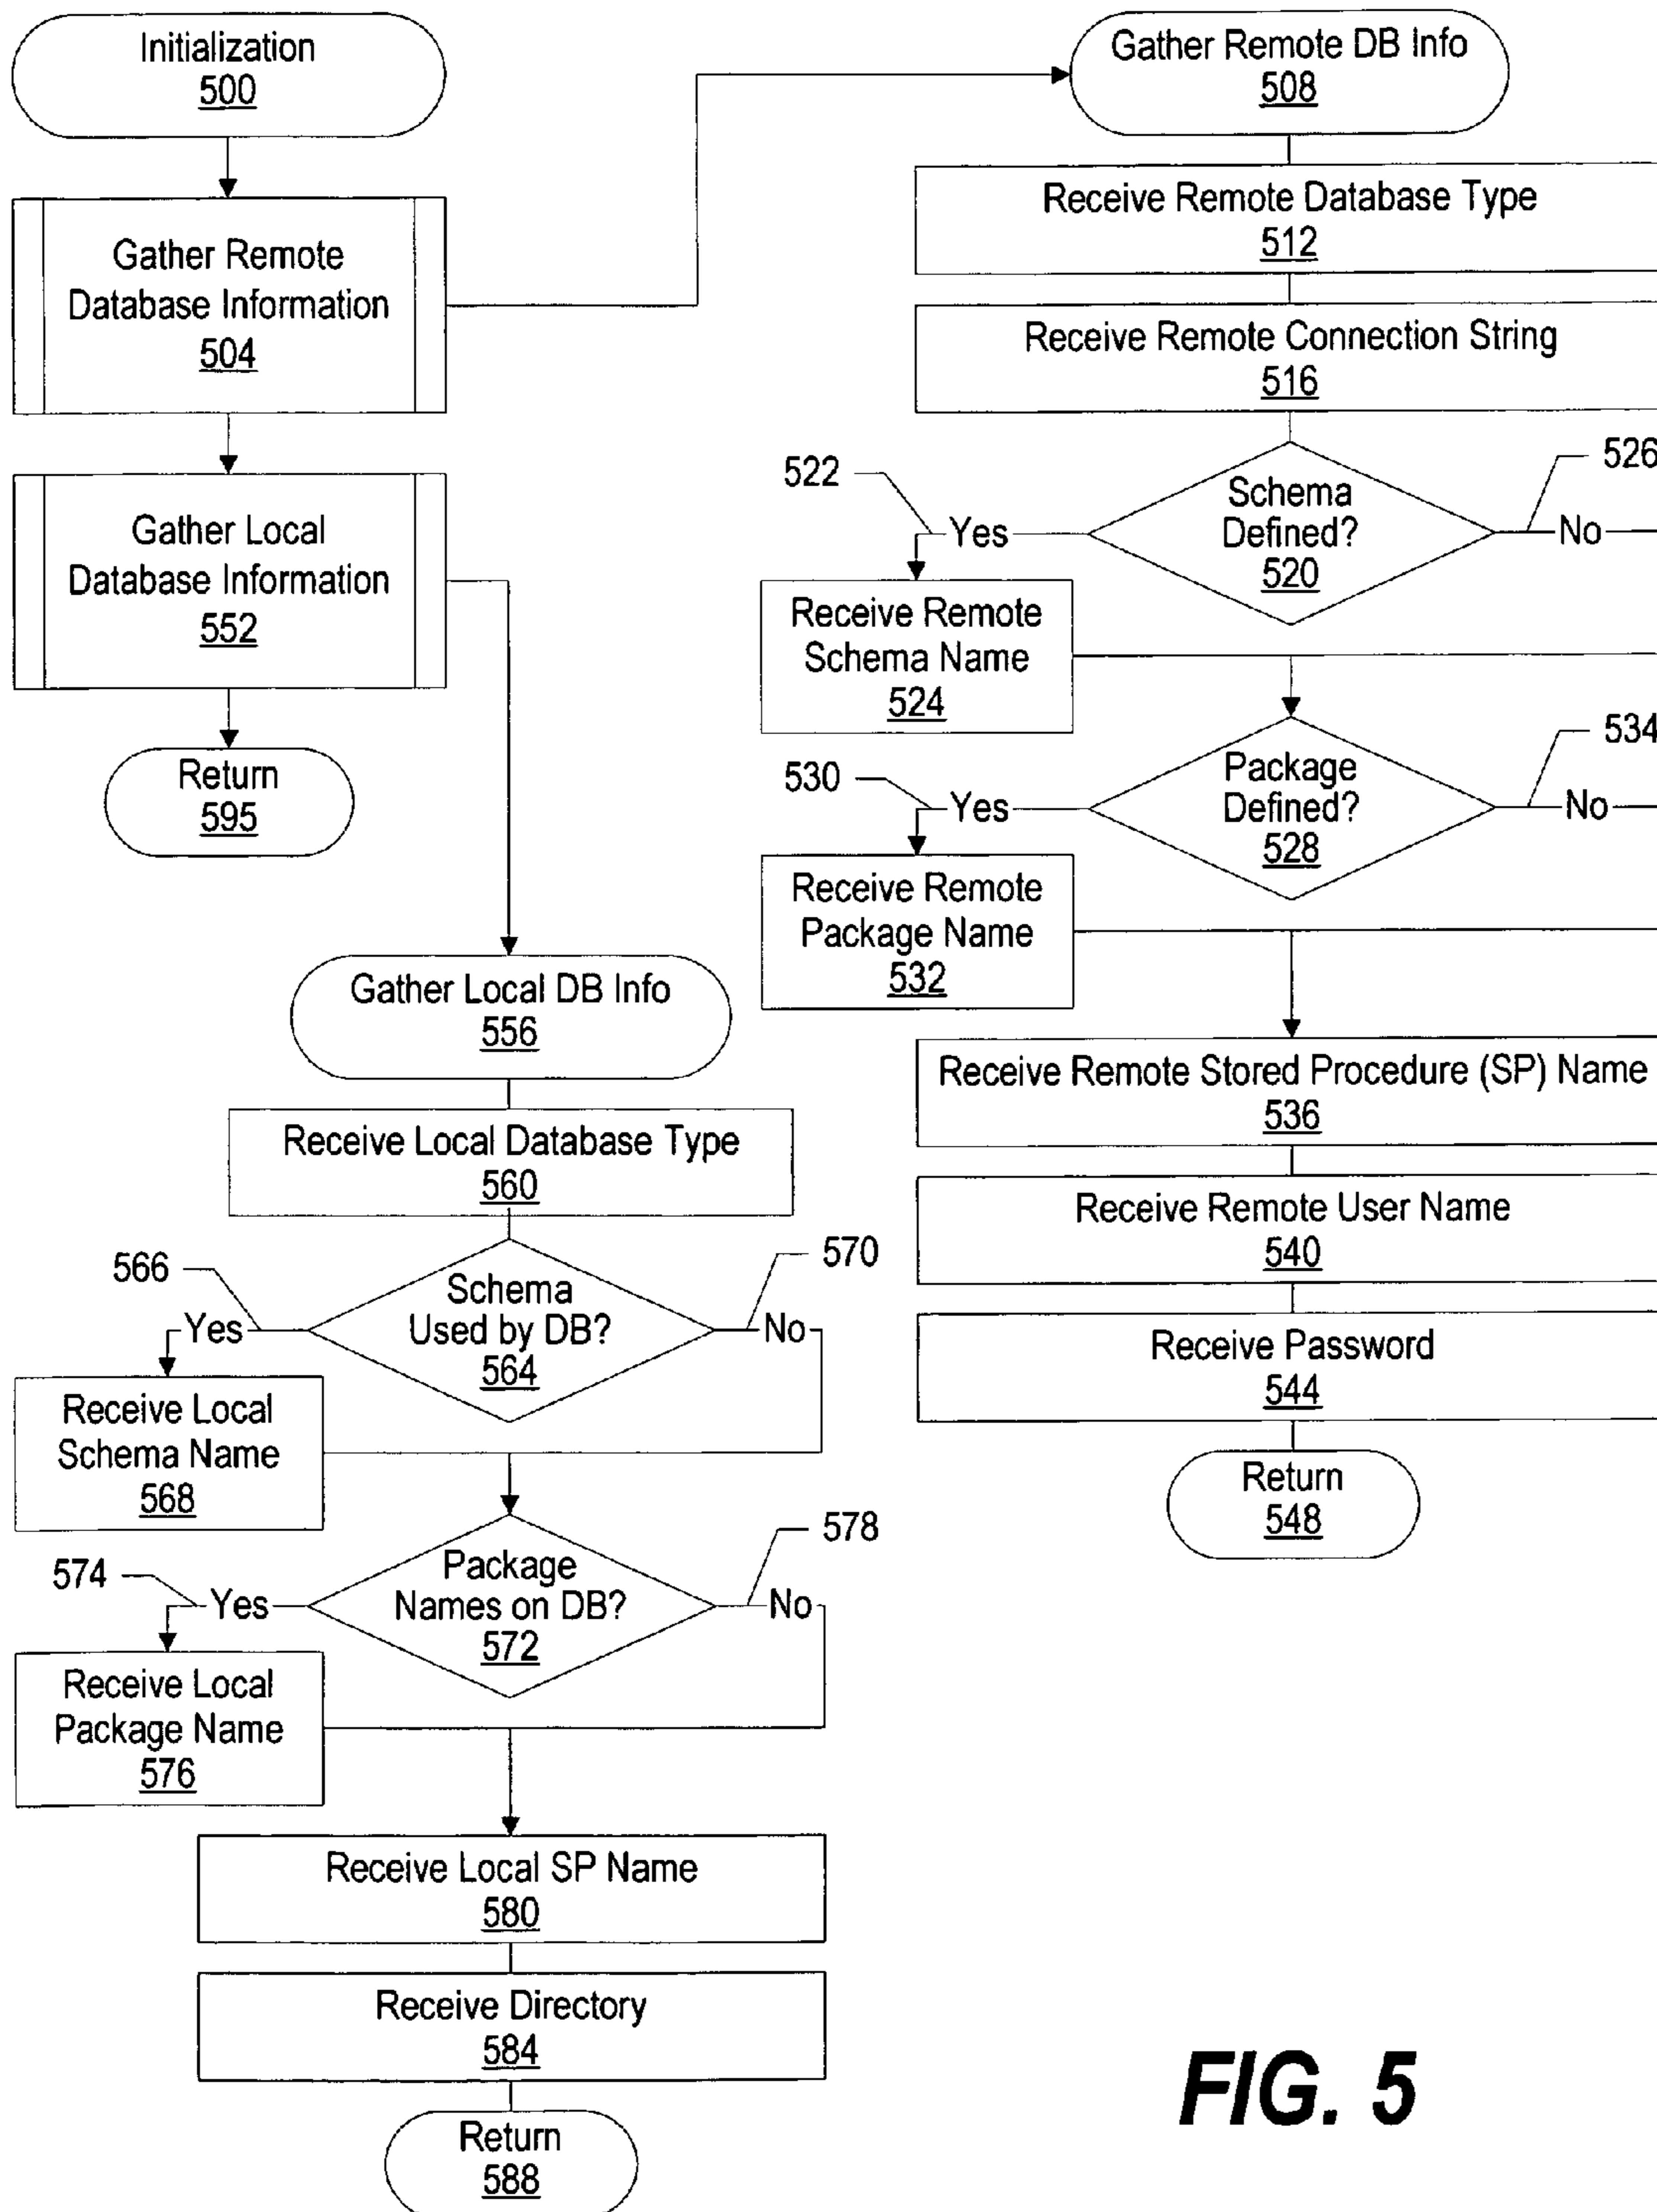 Initialization
500
Gather Remote
Database Information
504
Gather Local
Database Information
552
Return
595
Gather Remote DB Info
508
Receive Remote Database Type
512
Receive Remote Connection String
516
522
Yes
Schema
Defined?
520
526
No
Receive Remote
Schema Name
524
530
Yes
Package
Defined?
528
534
No
Receive Remote
Package Name
532
Receive Remote Stored Procedure (SP) Name
536
Receive Remote User Name
540
Receive Password
544
Return
548
Gather Local DB Info
556
Receive Local Database Type
560
566
Yes
Schema
Used by DB?
564
570
No
Receive Local
Schema Name
568
574
Yes
Package
Names on DB?
572
578
No
Receive Local
Package Name
576
Receive Local SP Name
580
Receive Directory
584
Return
588
FIG. 5